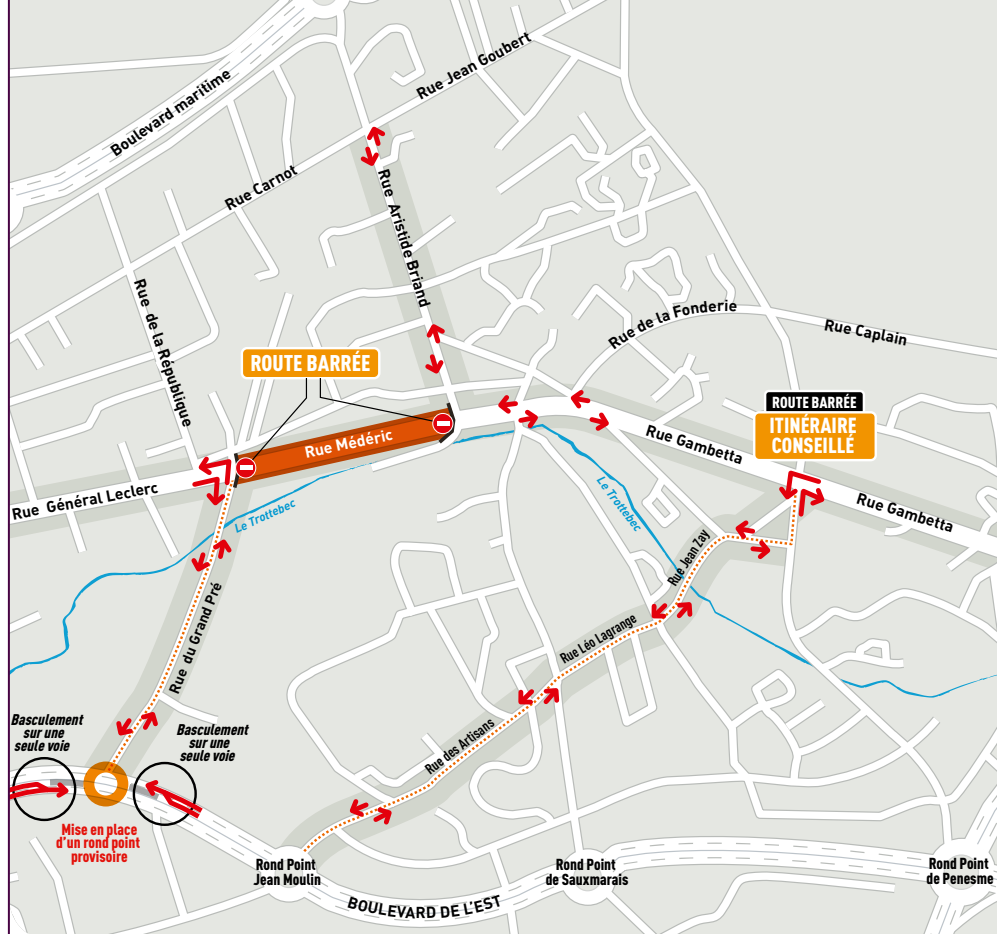 Boulevard maritime
Rue Jean Goubert
Rue Carnot
Rue Aristide Briand
Rue de la République
Rue de la Fonderie
Rue Caplain
ROUTE BARRÉE
ROUTE BARRÉE
ITINÉRAIRE
CONSEILLÉ
Rue Médéric
Rue Gambetta
Rue Général Leclerc
Rue Gambetta
Le Trottebec
Le Trottebec
Rue Jean Zay
Rue du Grand Pré
Rue Léo Lagrange
Basculement
sur une
seule voie
Basculement
sur une
seule voie
Rue des Artisans
Mise en place
d'un rond point
provisoire
Rond Point
Jean Moulin
Rond Point
de Sauxmarais
Rond Point
de Penesme
BOULEVARD DE L'EST